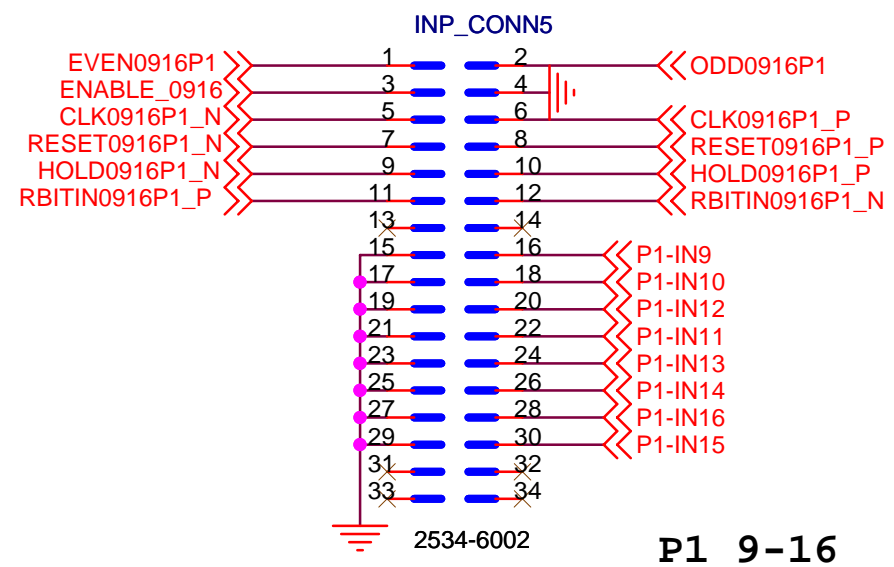 INP_CONN5
EVEN0916P1 1 2 ODD0916P1
ENABLE_0916 3 4
CLK0916P1_N 5 6 CLK0916P1_P
RESET0916P1_N 7 8 RESET0916P1_P
HOLD0916P1_N 9 10 HOLD0916P1_P
RBITIN0916P1_P 11 12 RBITIN0916P1_N
13 14
15 16 P1-IN9
17 18 P1-IN10
19 20 P1-IN12
21 22 P1-IN11
23 24 P1-IN13
25 26 P1-IN14
27 28 P1-IN16
29 30 P1-IN15
31 32
33 34
2534-6002
P1 9-16